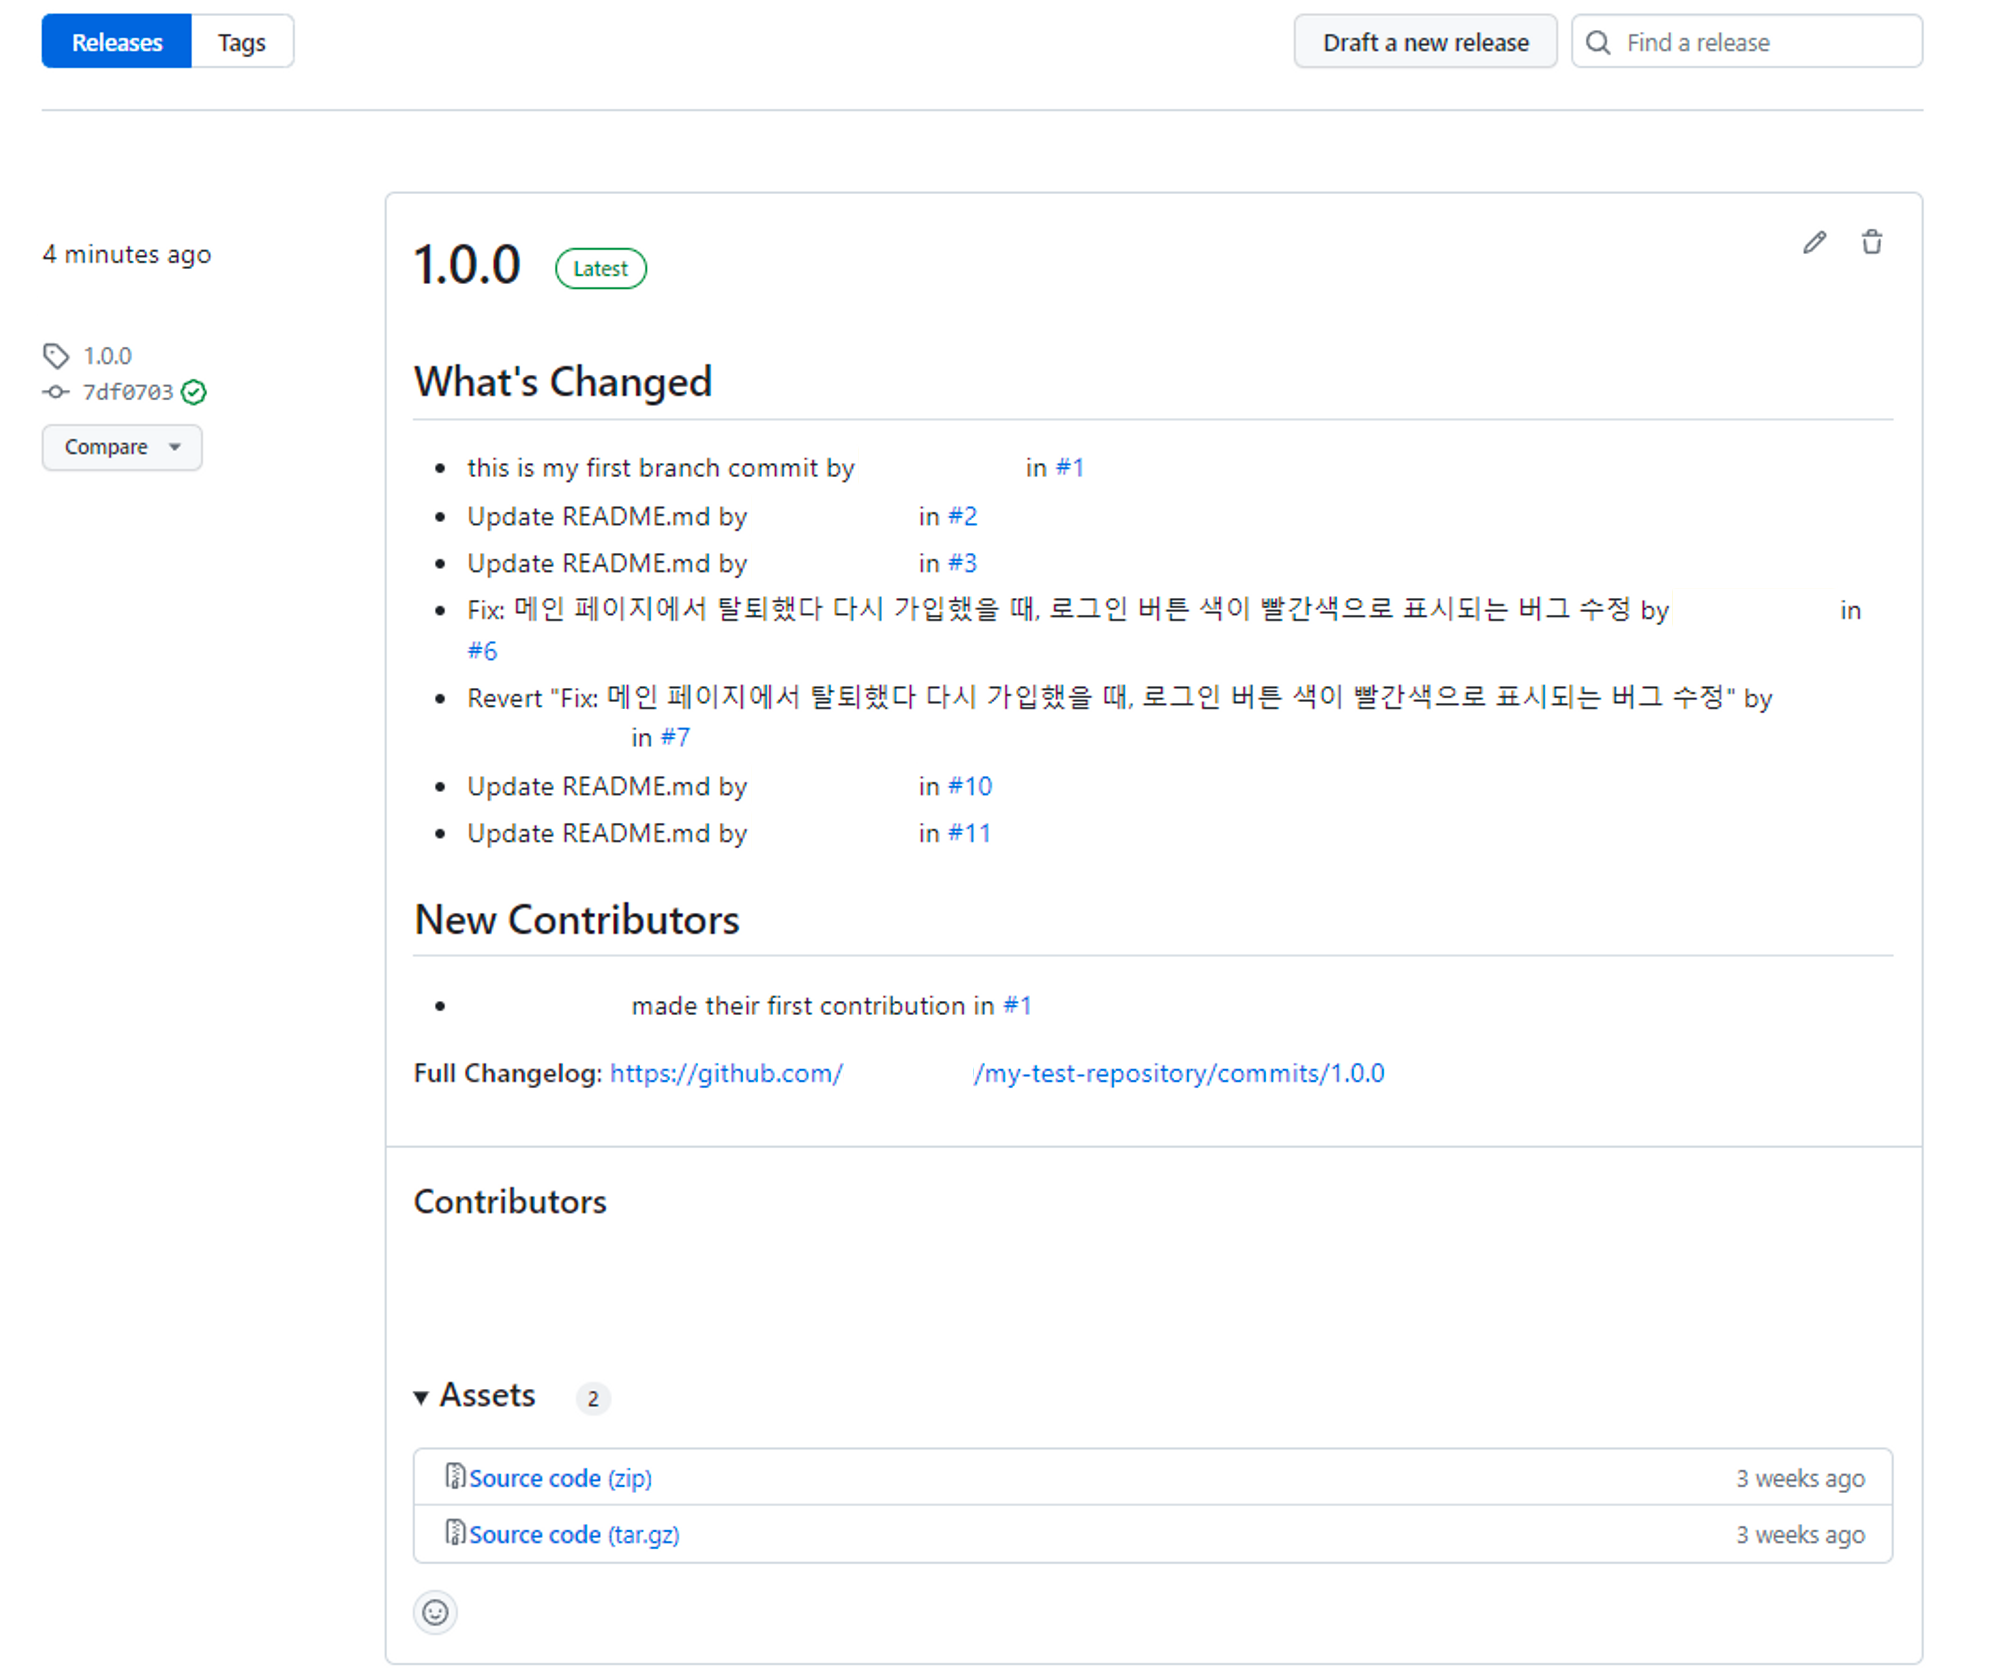 Releases Tags Draft a new release Find a release
4 minutes ago
1.0.0
7df0703
Compare
1.0.0 Latest
What's Changed
this is my first branch commit by in #1
Update README.md by in #2
Update README.md by in #3
Fix: 메인 페이지에서 탈퇴했다 다시 가입했을 때, 로그인 버튼 색이 빨간색으로 표시되는 버그 수정 by in
#6
Revert "Fix: 메인 페이지에서 탈퇴했다 다시 가입했을 때, 로그인 버튼 색이 빨간색으로 표시되는 버그 수정" by
in #7
Update README.md by in #10
Update README.md by in #11
New Contributors
made their first contribution in #1
Full Changelog: https://github.com/ /my-test-repository/commits/1.0.0
Contributors
Assets 2
Source code (zip) 3 weeks ago
Source code (tar.gz) 3 weeks ago